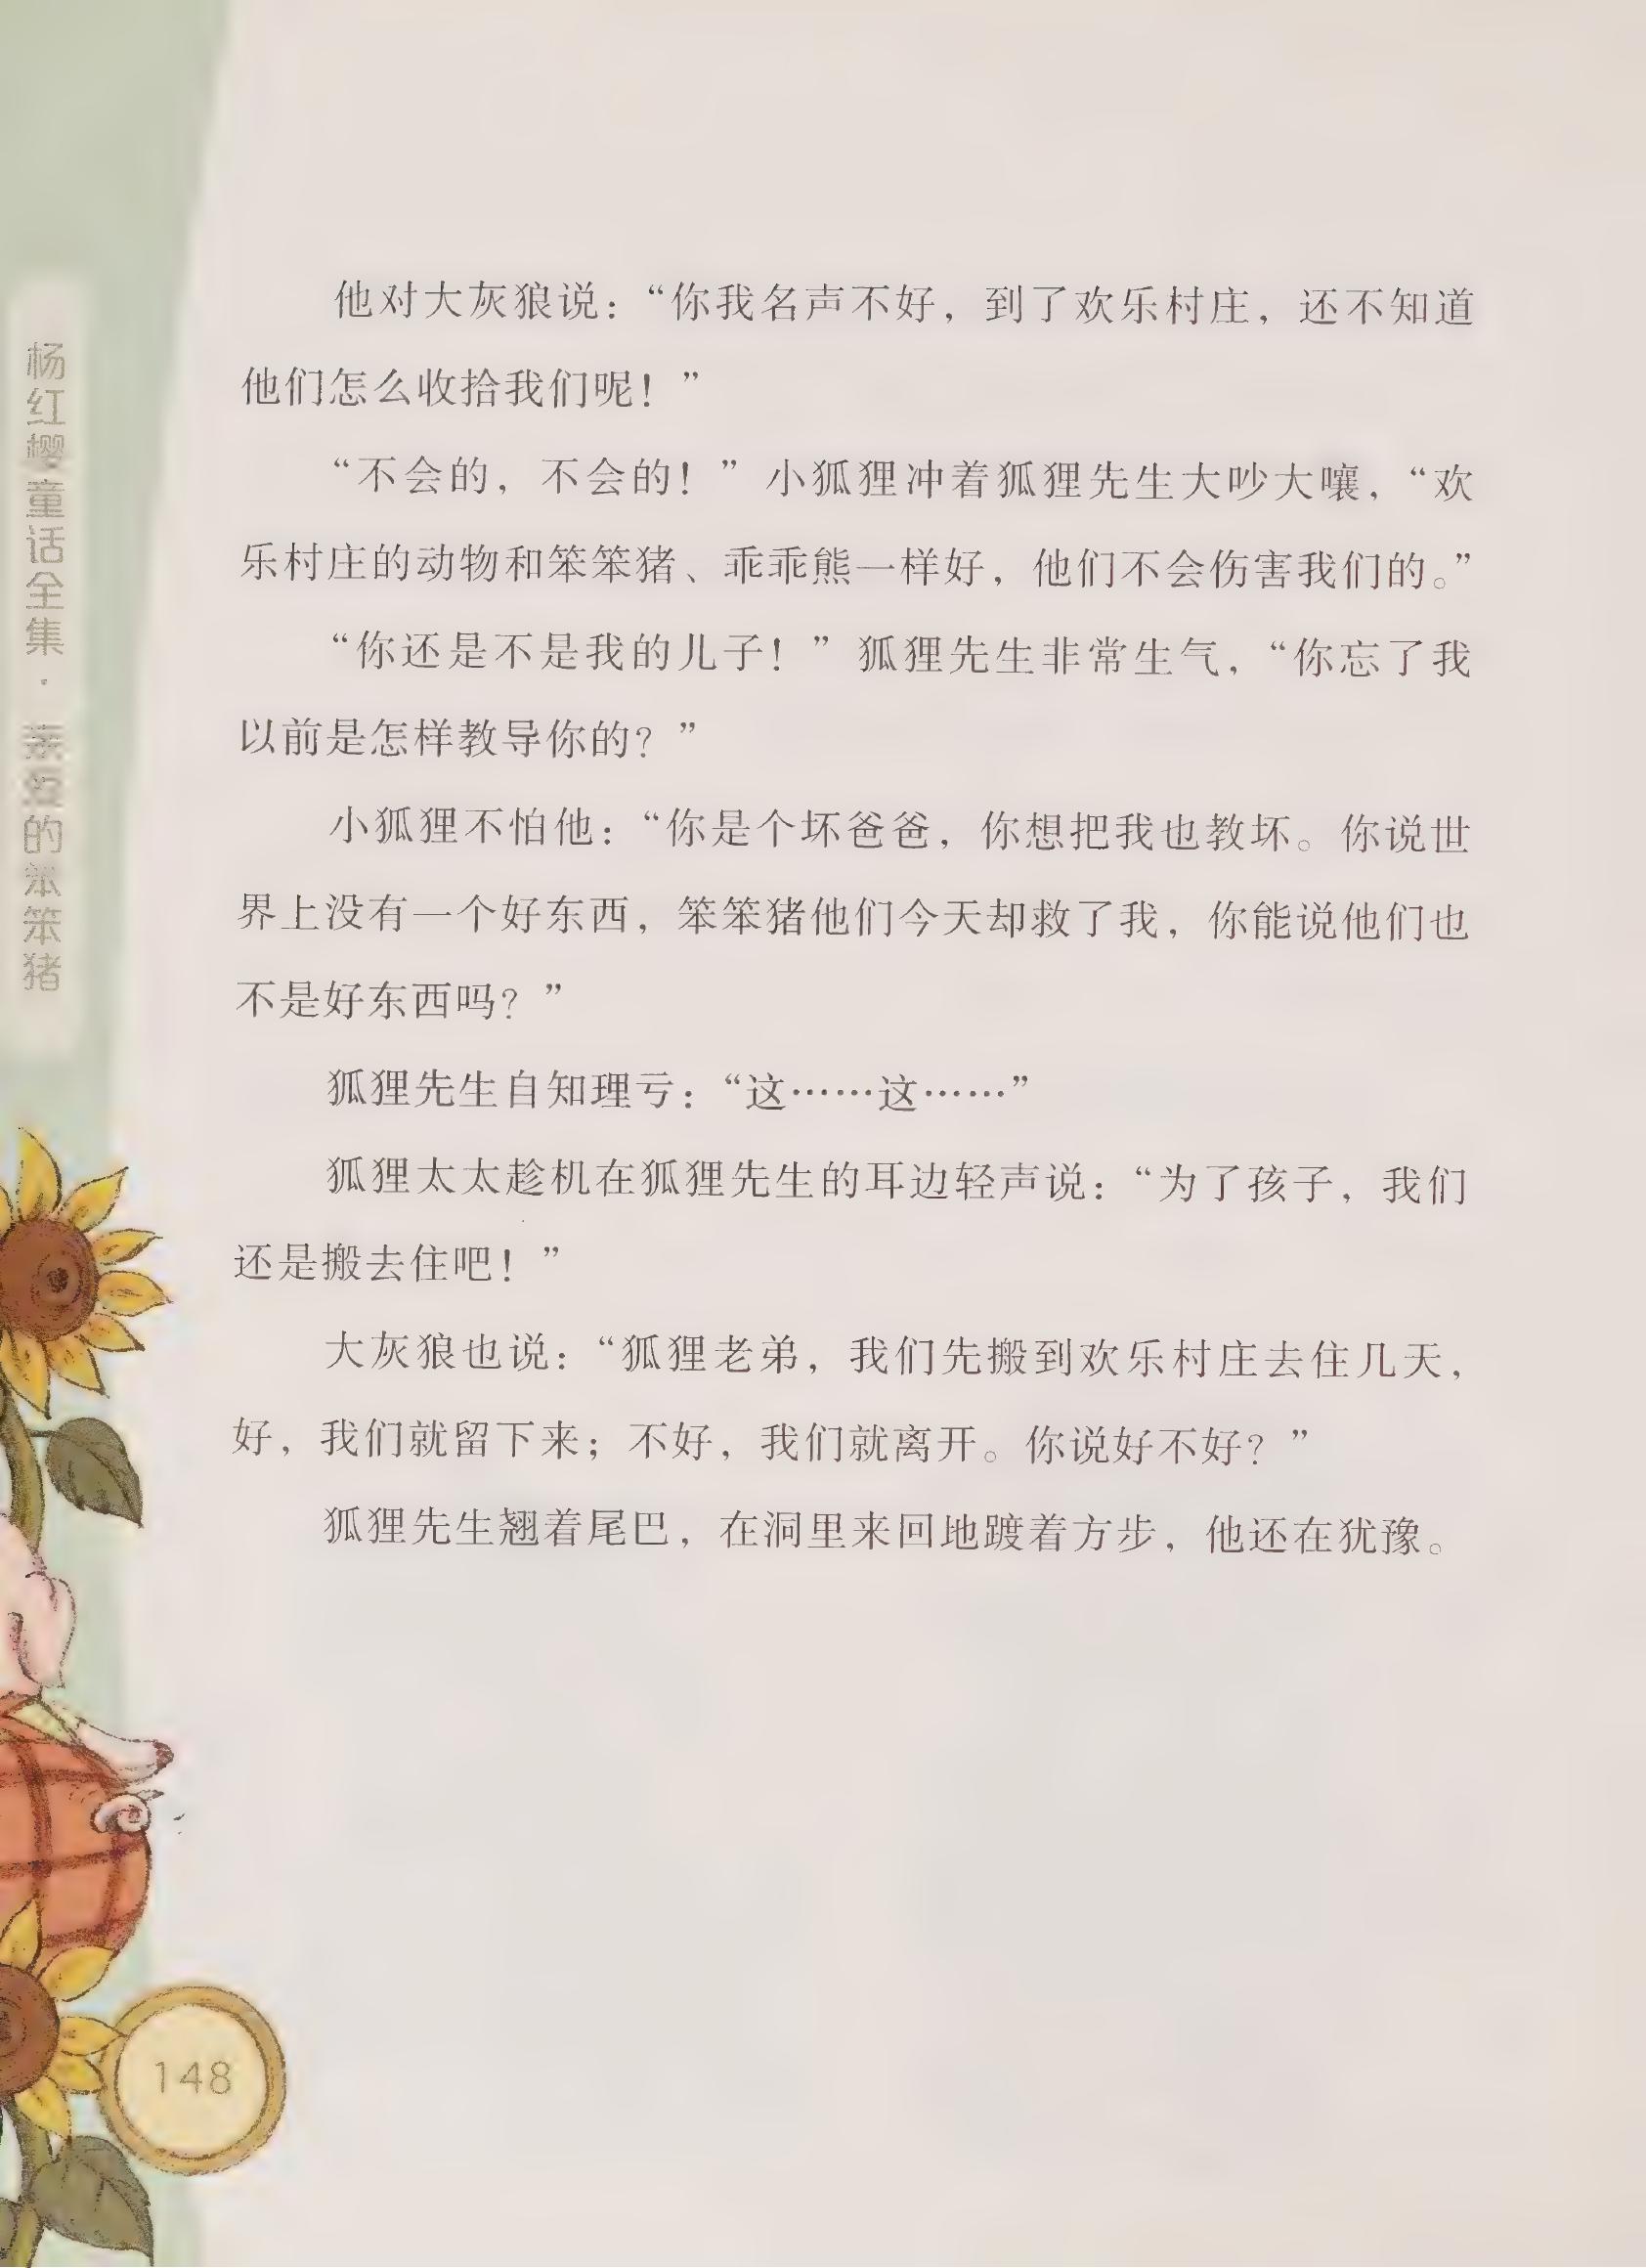 他对大灰狼说：“你我名声不好，到了欢乐村庄，还不知道
他们怎么收拾我们呢！”
“不会的，不会的！”小狐狸冲着狐狸先生大吵大嚷，“欢
乐村庄的动物和笨笨猪、乖乖熊一样好，他们不会伤害我们的。”
“你还是不是我的儿子！”狐狸先生非常生气，“你忘了我
以前是怎样教导你的？”
小狐狸不怕他：“你是个坏爸爸，你想把我也教坏。你说世
界上没有一个好东西，笨笨猪他们今天却救了我，你能说他们也
不是好东西吗？”
狐狸先生自知理亏：“这……这……”
狐狸太太趁机在狐狸先生的耳边轻声说：“为了孩子，我们
还是搬去住吧！”
大灰狼也说：“狐狸老弟，我们先搬到欢乐村庄去住几天，
好，我们就留下来；不好，我们就离开。你说好不好？”
狐狸先生翘着尾巴，在洞里来回地踱着方步，他还在犹豫。
杨红樱童话全集·的笨笨猪
148